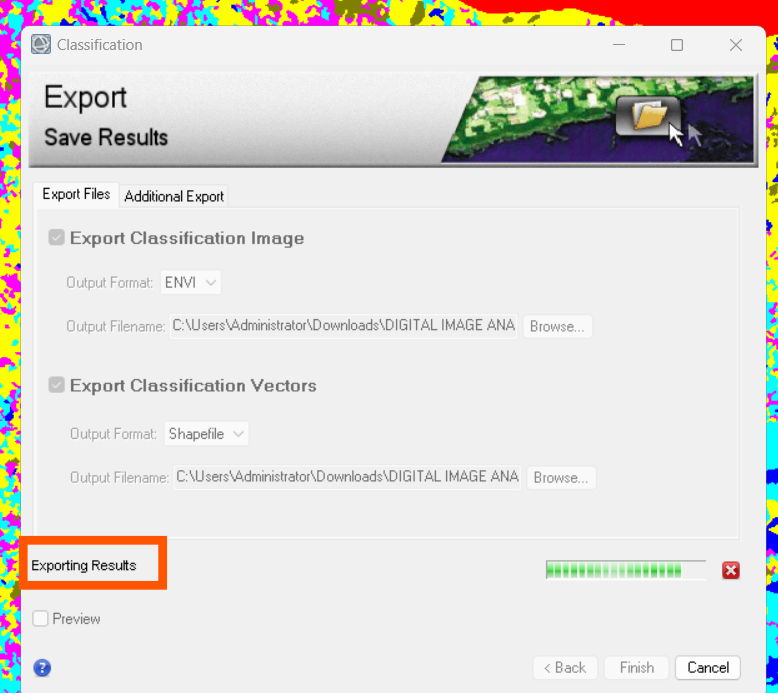 Classification
Export
Save Results
Export Files Additional Export
Export Classification Image
Output Format: ENVI
Output Filename: C:\Users\Administrator\Downloads\DIGITAL IMAGE ANA Browse...
Export Classification Vectors
Output Format: Shapefile
Output Filename: C:\Users\Administrator\Downloads\DIGITAL IMAGE ANA Browse...
Exporting Results
Preview
? < Back Finish Cancel